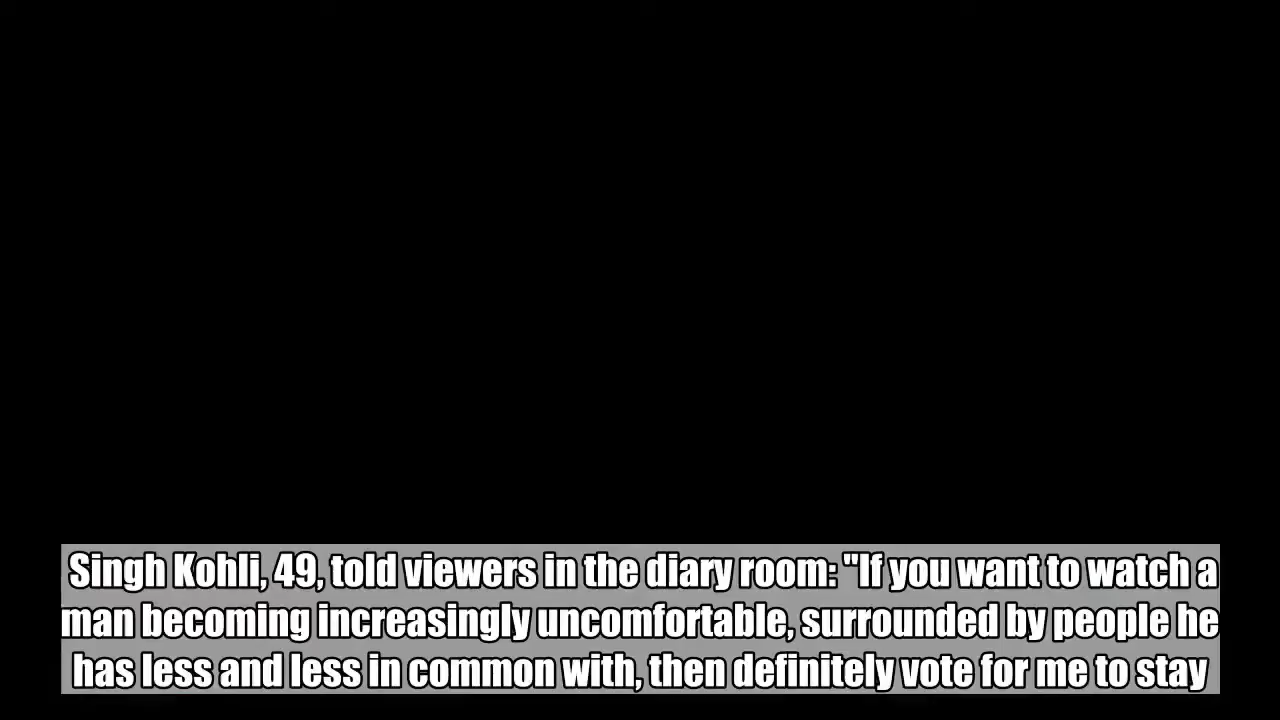 Singh Kohli, 49, told viewers in the diary room: "If you want to watch a
man becoming increasingly uncomfortable, surrounded by people he
has less and less in common with, then definitely vote for me to stay